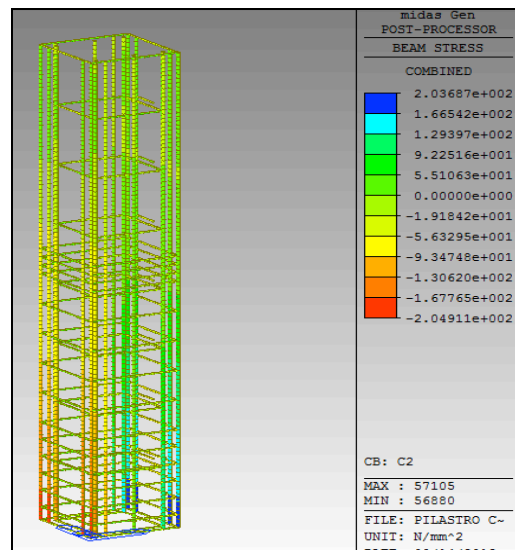 midas Gen
POST-PROCESSOR
BEAM STRESS
COMBINED
2.03687e+002
1.66542e+002
1.29397e+002
9.22516e+001
5.51063e+001
0.00000e+000
-1.91842e+001
-5.63295e+001
-9.34748e+001
-1.30620e+002
-1.67765e+002
-2.04911e+002
CB: C2
MAX : 57105
MIN : 56880
FILE: PILASTRO C~
UNIT: N/mm^2